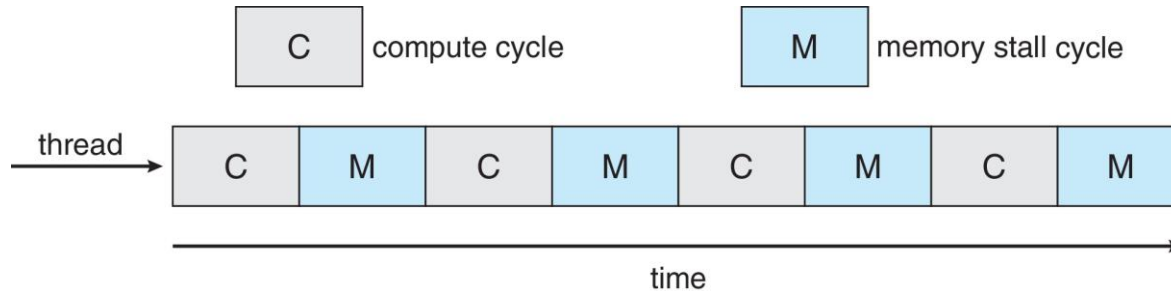 C compute cycle M memory stall cycle
thread
C M C M C M C M
time